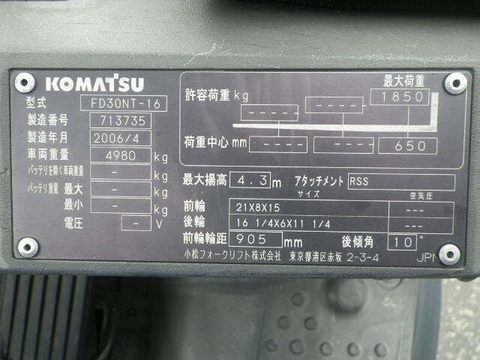 KOMATSU
型式 FD30NT-16
製造番号 713735
製造年月 2006/4
車両重量 4980 kg
バッテリを除く車両重量 - kg
バッテリ重量 最大 - kg
最小 - kg
電圧 - V
最大荷重
許容荷重 kg ----- ----- 1850
荷重中心 mm ----- ----- 650
最大揚高 4.3 m アタッチメント RSS
サイズ 空気圧
前輪 21X8X15 ---
後輪 16 1/4X6X11 1/4 ---
前輪輪距 905 mm 後傾角 10°
小松フォークリフト株式会社 東京都港区赤坂 2-3-4 JPN